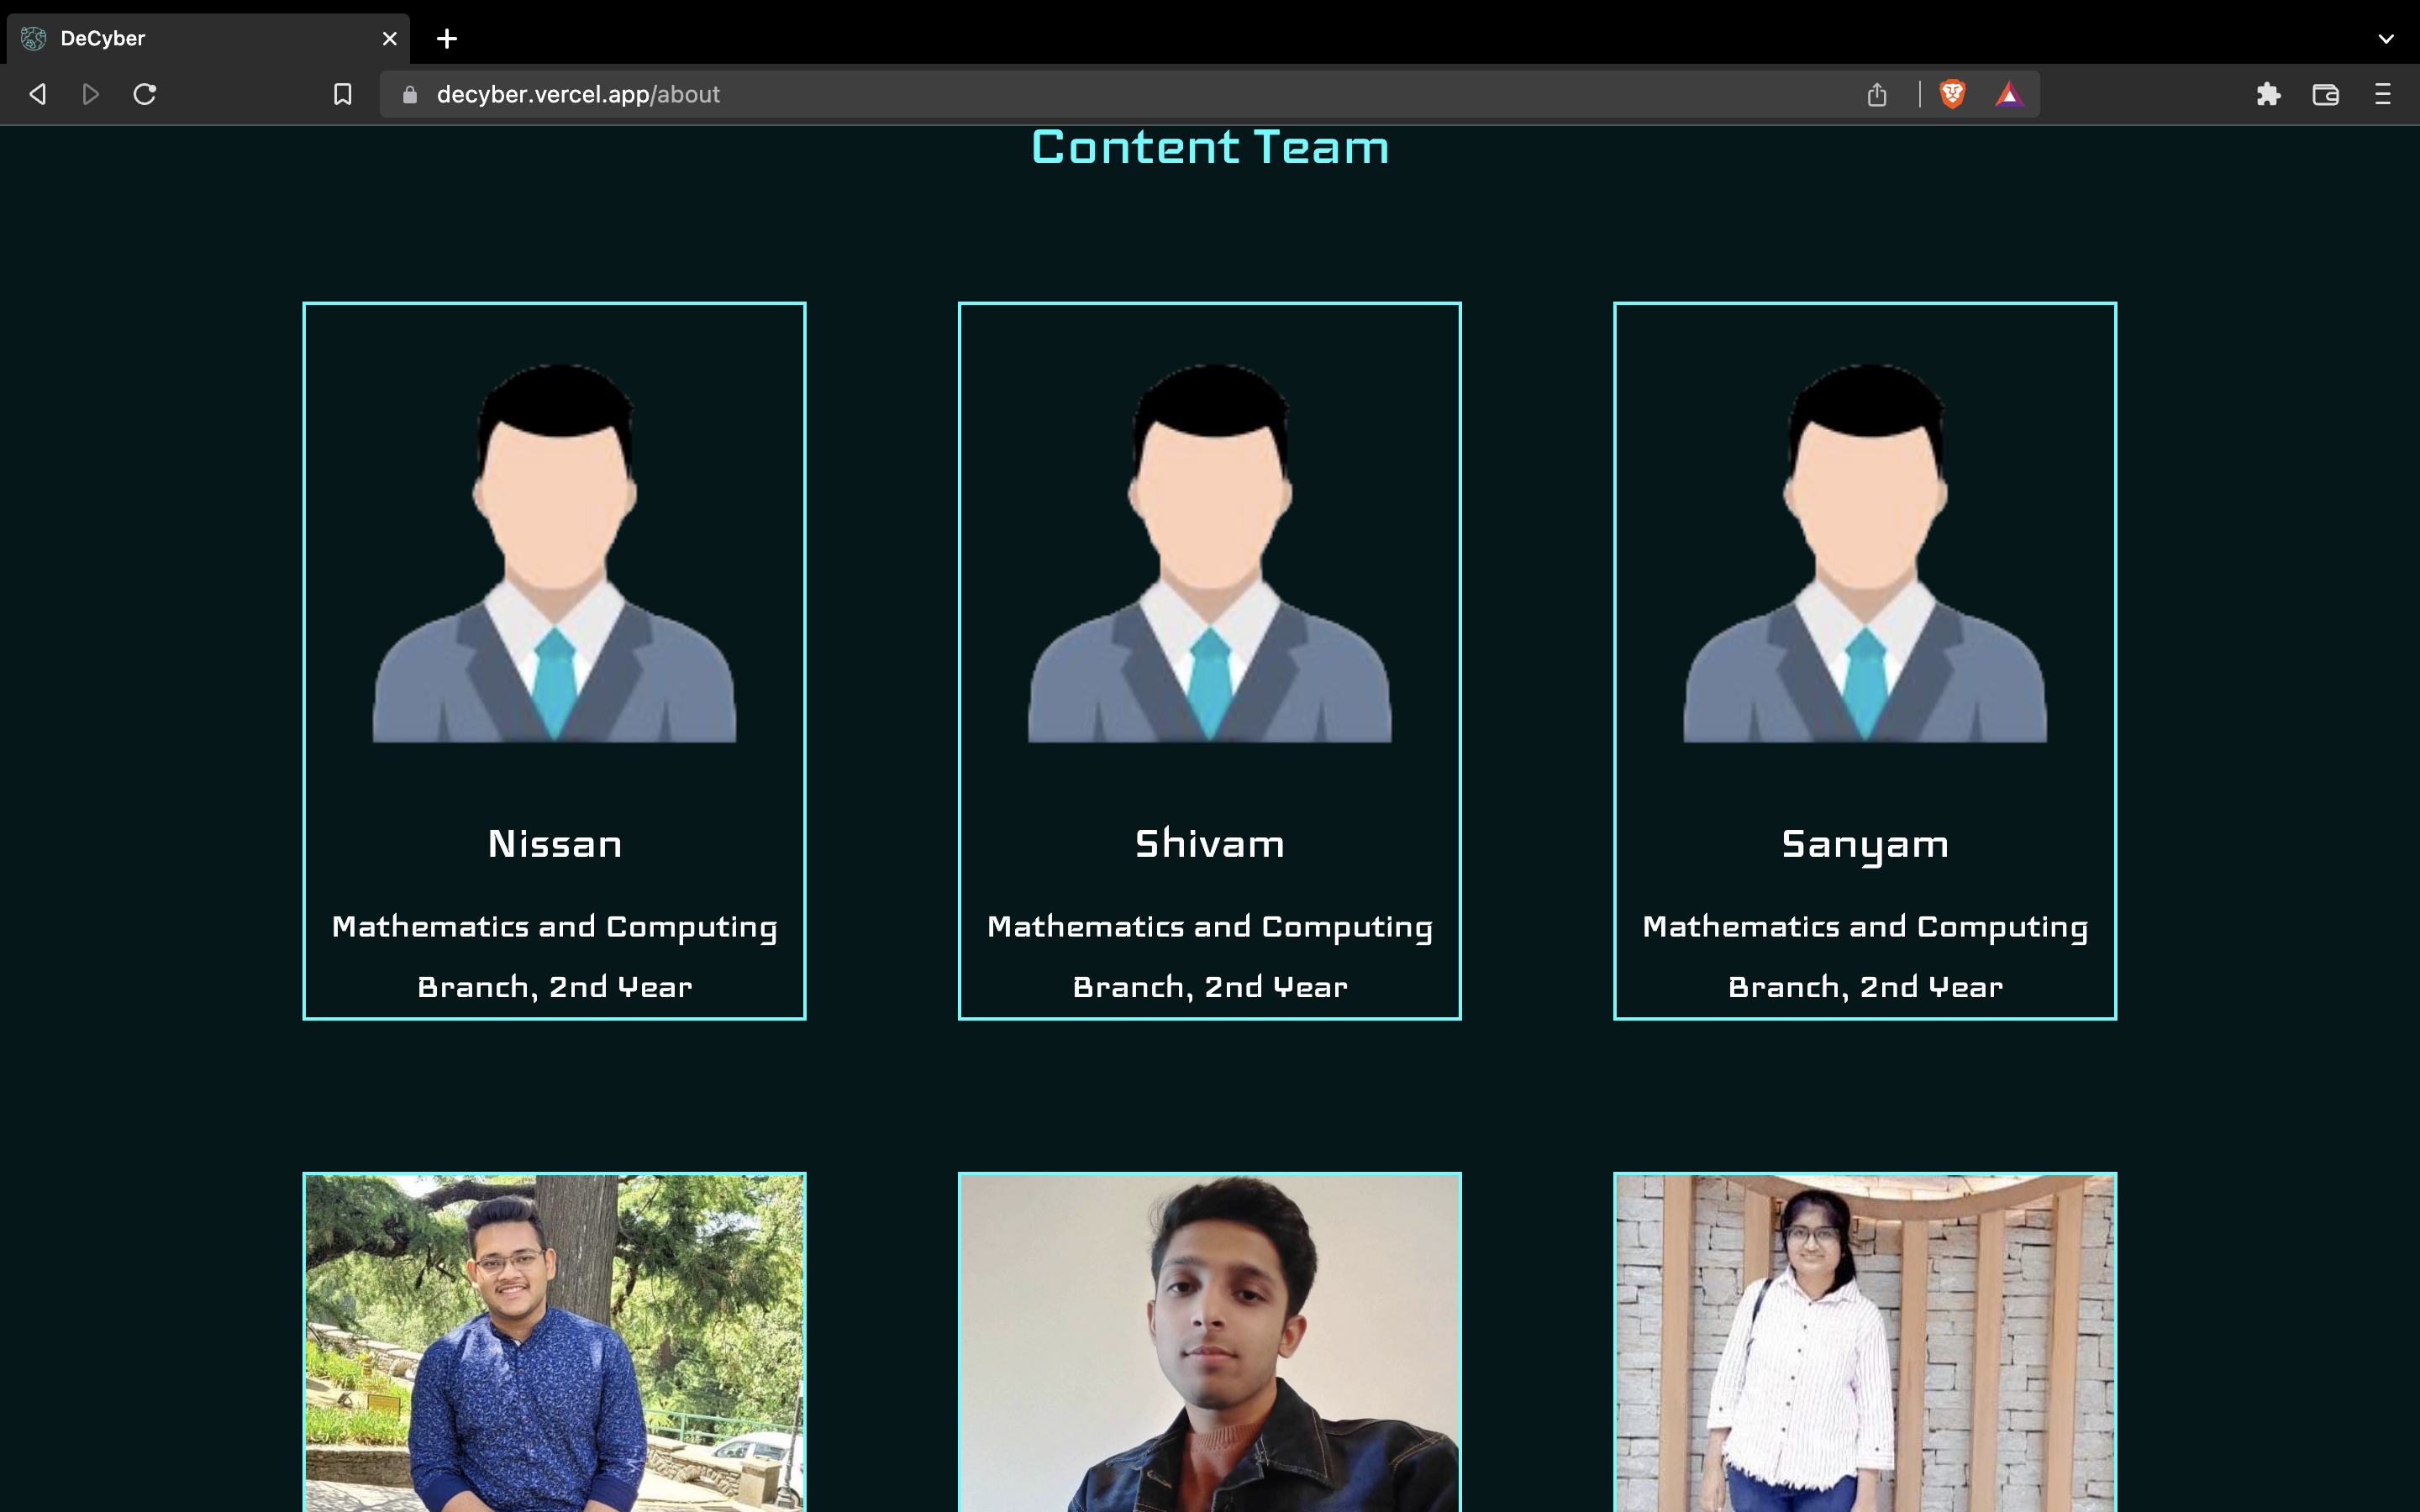 DeCyber
decyber.vercel.app/about
Content Team
Nissan
Mathematics and Computing
Branch, 2nd Year
Shivam
Mathematics and Computing
Branch, 2nd Year
Sanyam
Mathematics and Computing
Branch, 2nd Year